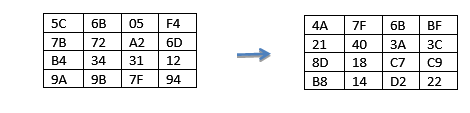 5C 6B 05 F4
7B 72 A2 6D
B4 34 31 12
9A 9B 7F 94
4A 7F 6B BF
21 40 3A 3C
8D 18 C7 C9
B8 14 D2 22